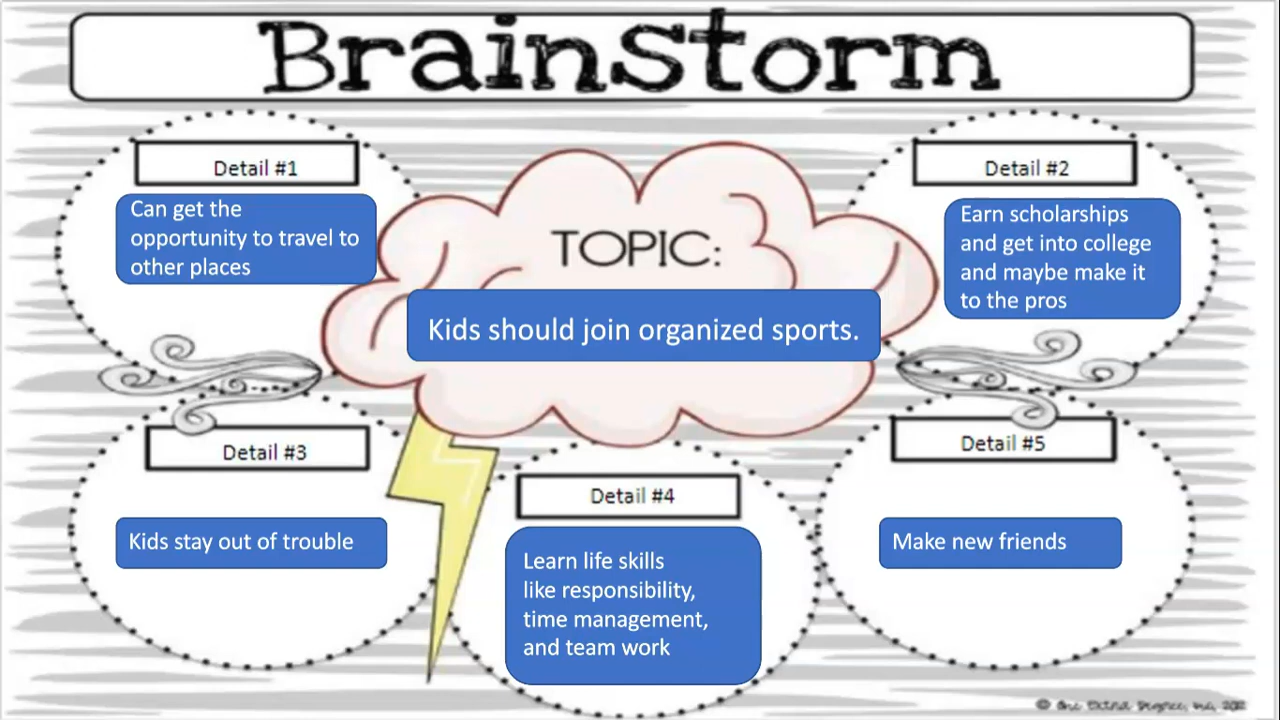 Brainstorm
Detail #1
Can get the
opportunity to travel to
other places
Detail #2
Earn scholarships
and get into college
and maybe make it
to the pros
TOPIC:
Kids should join organized sports.
Detail #3
Kids stay out of trouble
Detail #4
Learn life skills
like responsibility,
time management,
and team work
Detail #5
Make new friends